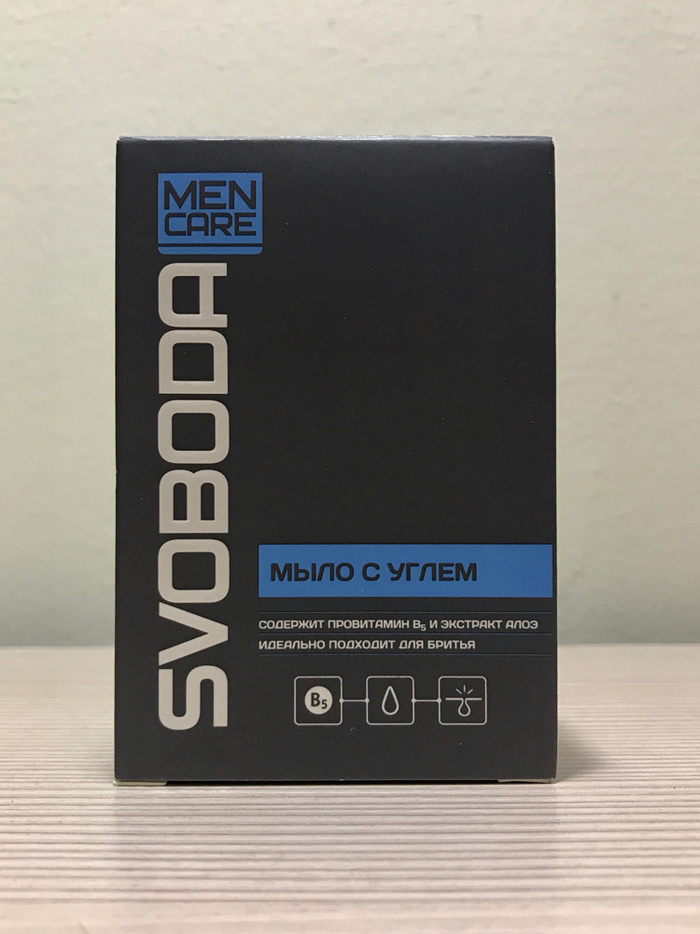 MEN
CARE
SVOBODA
МЫЛО С УГЛЕМ
СОДЕРЖИТ ПРОВИТАМИН B₅ И ЭКСТРАКТ АЛОЭ
ИДЕАЛЬНО ПОДХОДИТ ДЛЯ БРИТЬЯ
B₅